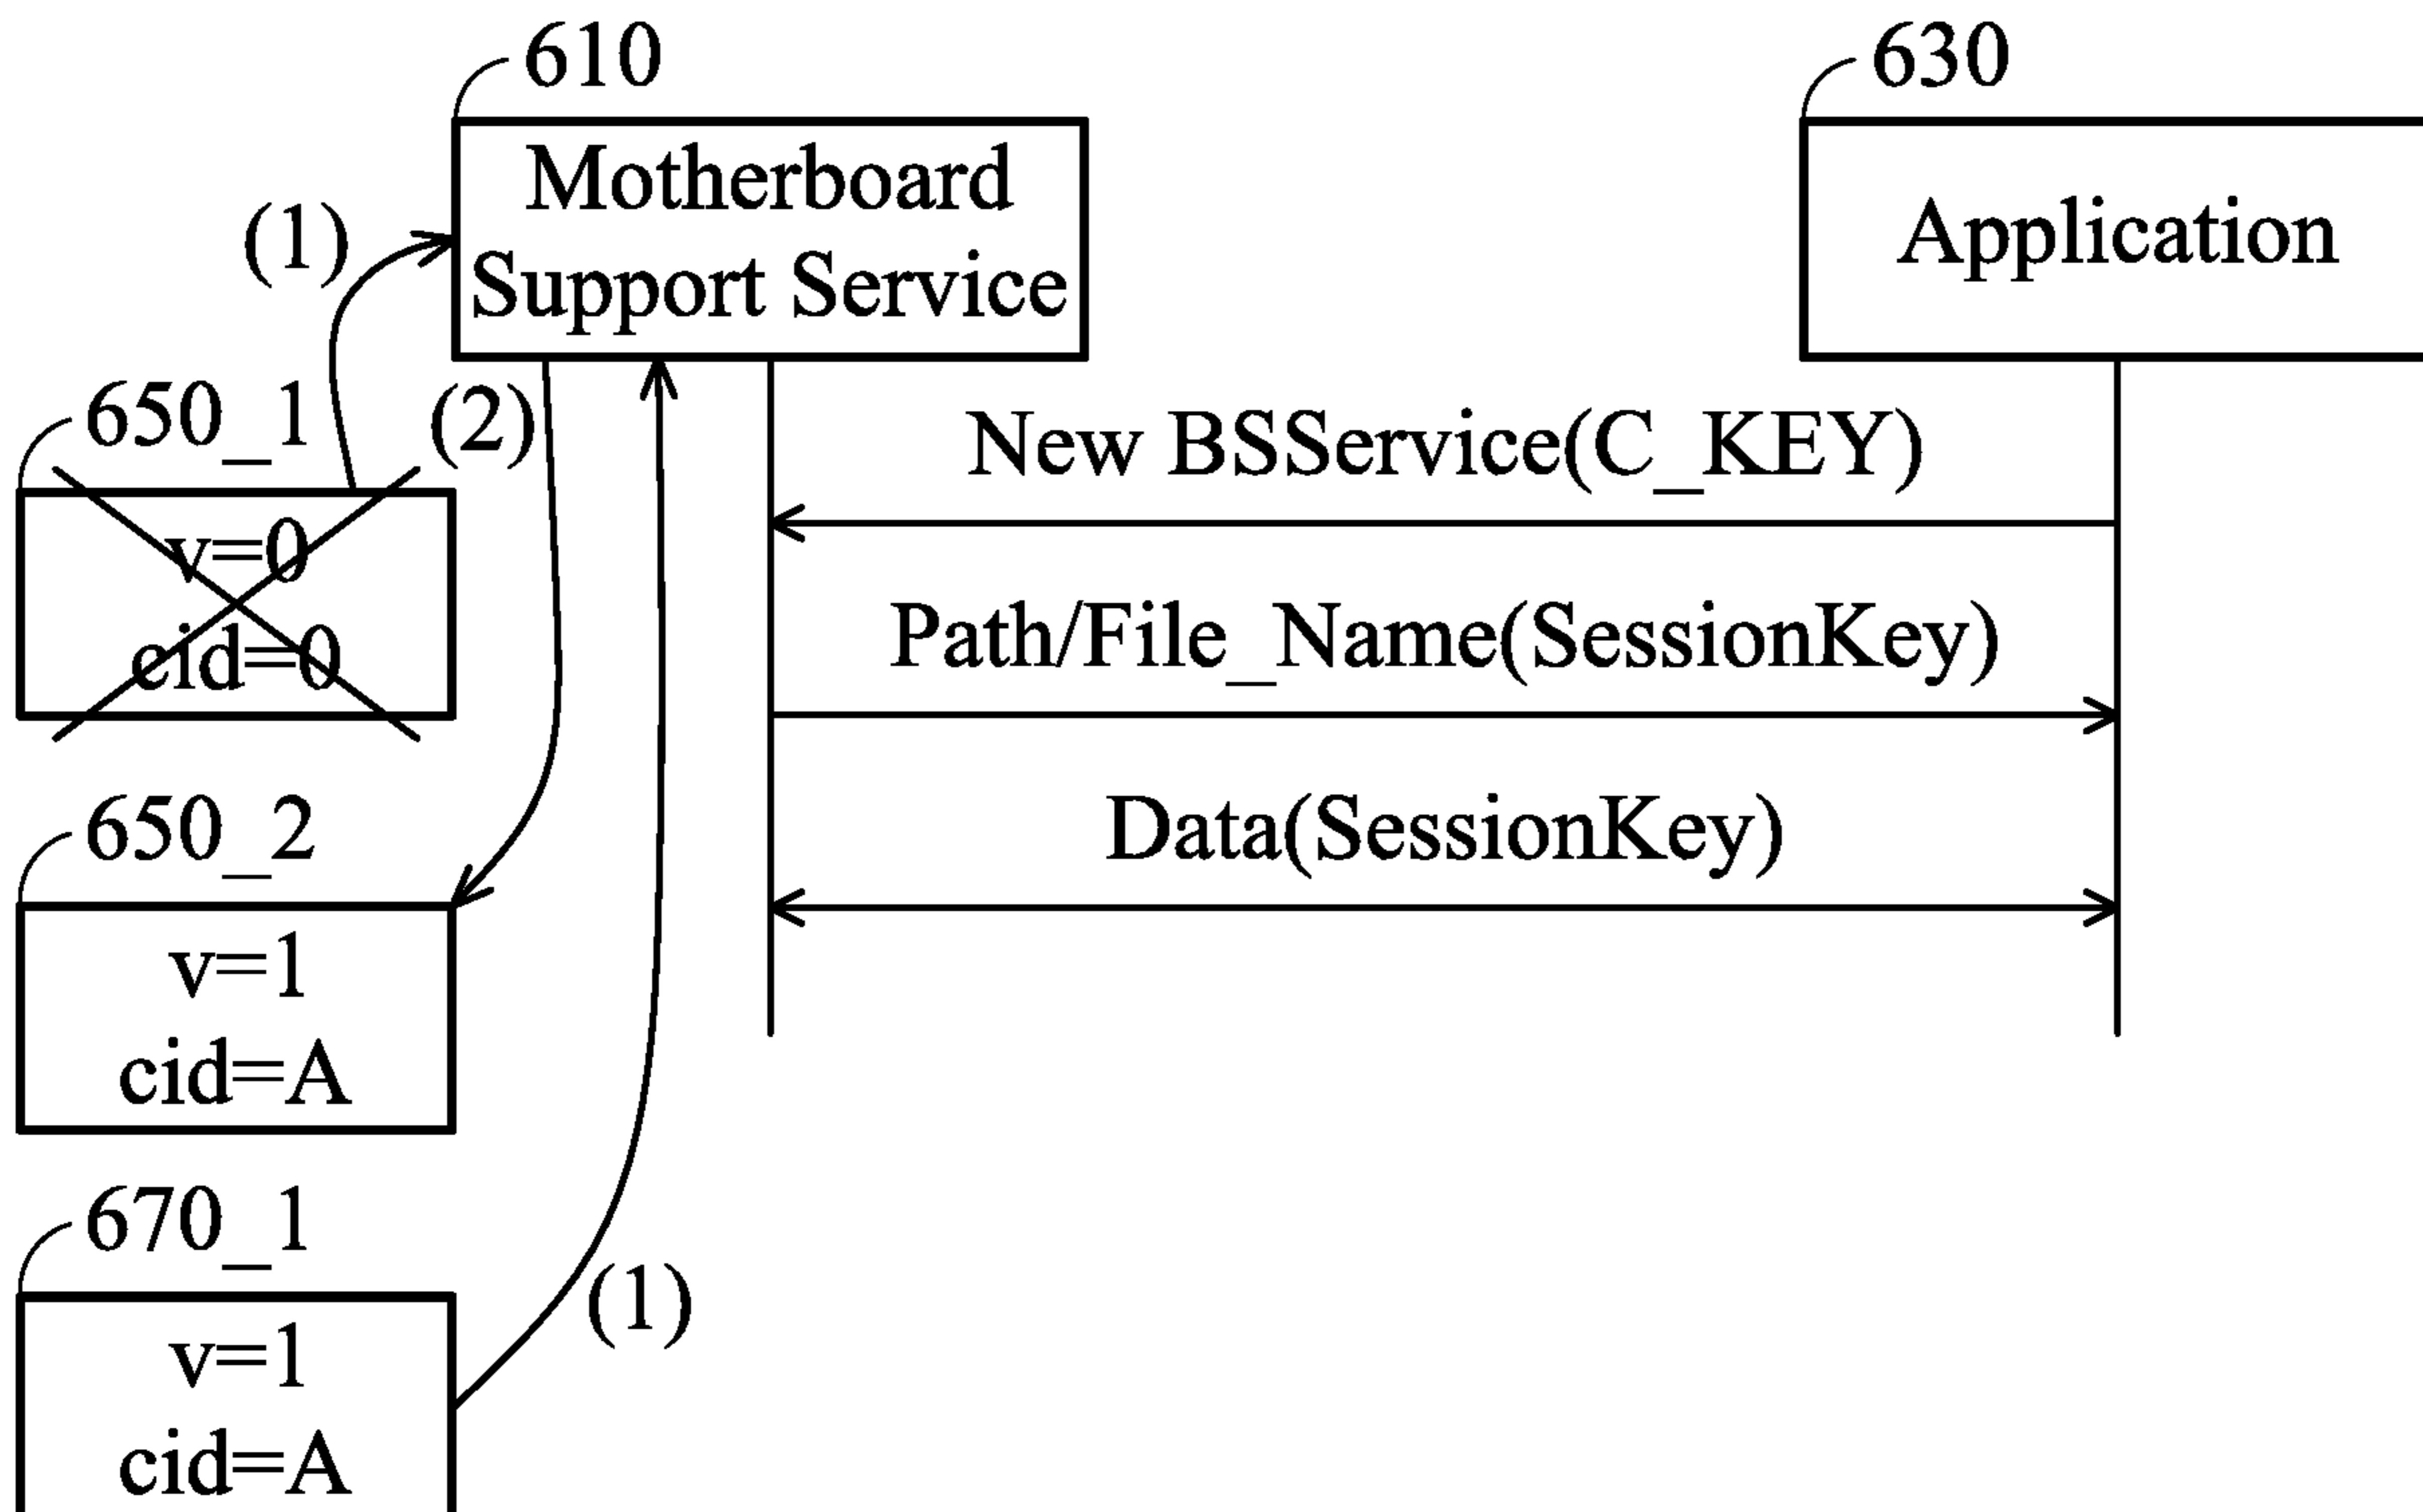 610
630
Motherboard
Support Service
Application
(1)
650_1
(2)
New BSService(C_KEY)
v=0
cid=0
Path/File_Name(SessionKey)
650_2
Data(SessionKey)
v=1
cid=A
670_1
(1)
v=1
cid=A